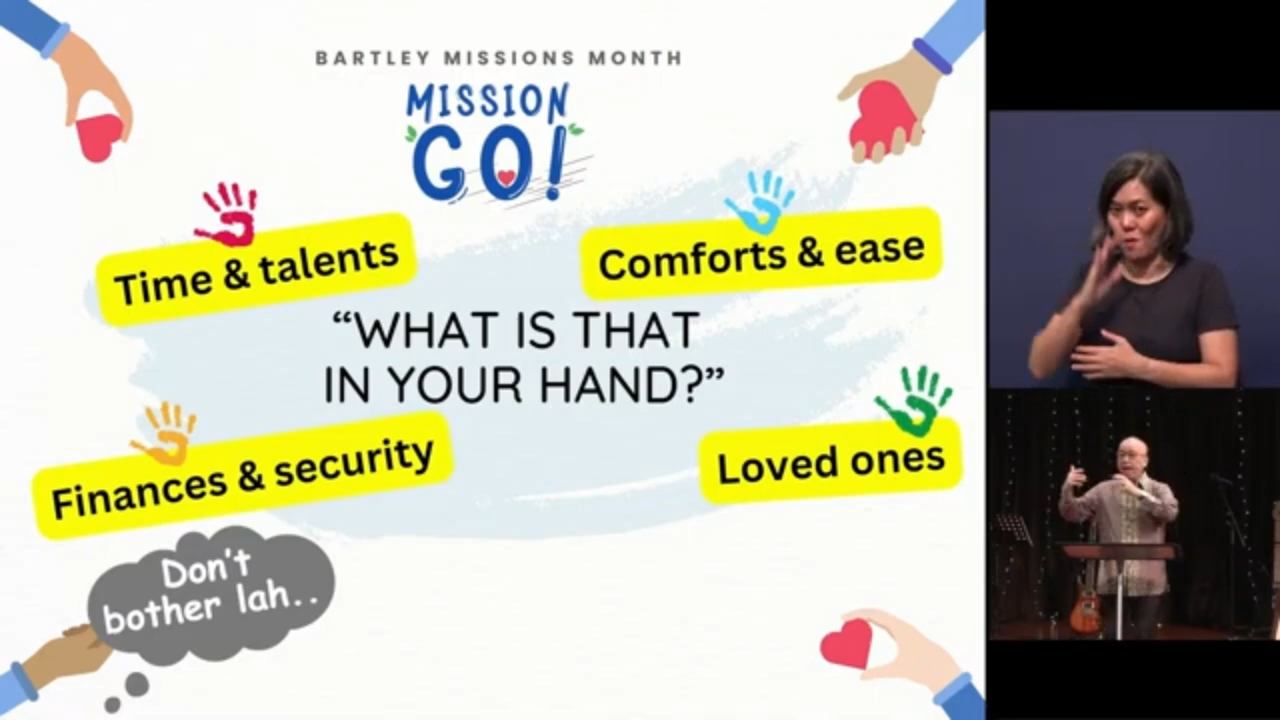 BARTLEY MISSIONS MONTH
MISSION
GO!
Time & talents
Comforts & ease
“WHAT IS THAT
IN YOUR HAND?”
Finances & security
Loved ones
Don't
bother lah..